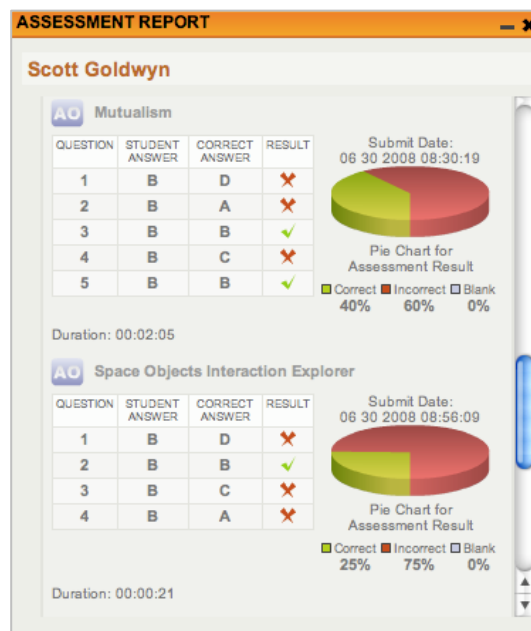 ASSESSMENT REPORT
Scott Goldwyn
AO Mutualism
QUESTION STUDENT ANSWER CORRECT ANSWER RESULT
1 B D
2 B A
3 B B
4 B C
5 B B
Submit Date:
06 30 2008 08:30:19
Pie Chart for
Assessment Result
Correct Incorrect Blank
40% 60% 0%
Duration: 00:02:05
AO Space Objects Interaction Explorer
QUESTION STUDENT ANSWER CORRECT ANSWER RESULT
1 B D
2 B B
3 B C
4 B A
Submit Date:
06 30 2008 08:56:09
Pie Chart for
Assessment Result
Correct Incorrect Blank
25% 75% 0%
Duration: 00:00:21